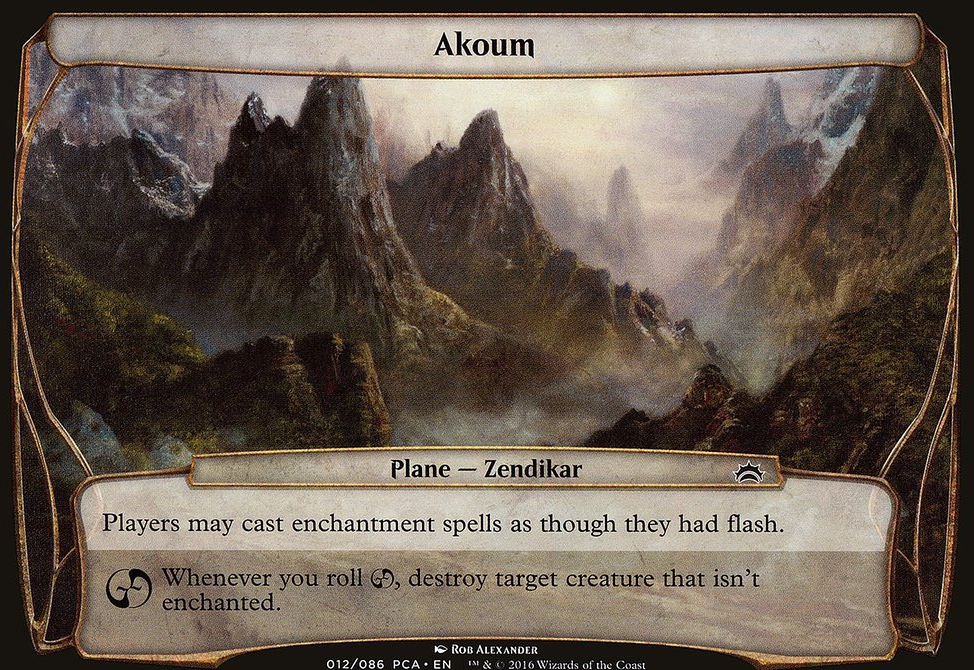 Akoum
Plane — Zendikar
Players may cast enchantment spells as though they had flash.
Whenever you roll , destroy target creature that isn't
enchanted.
Rob Alexander
012/086 PCA • EN ™ & © 2016 Wizards of the Coast